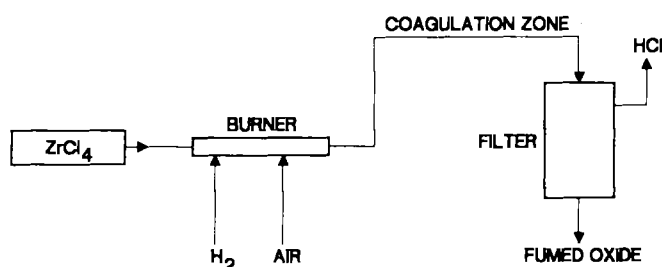 COAGULATION ZONE
HCl
BURNER
ZrCl4
FILTER
H2
AIR
FUMED OXIDE